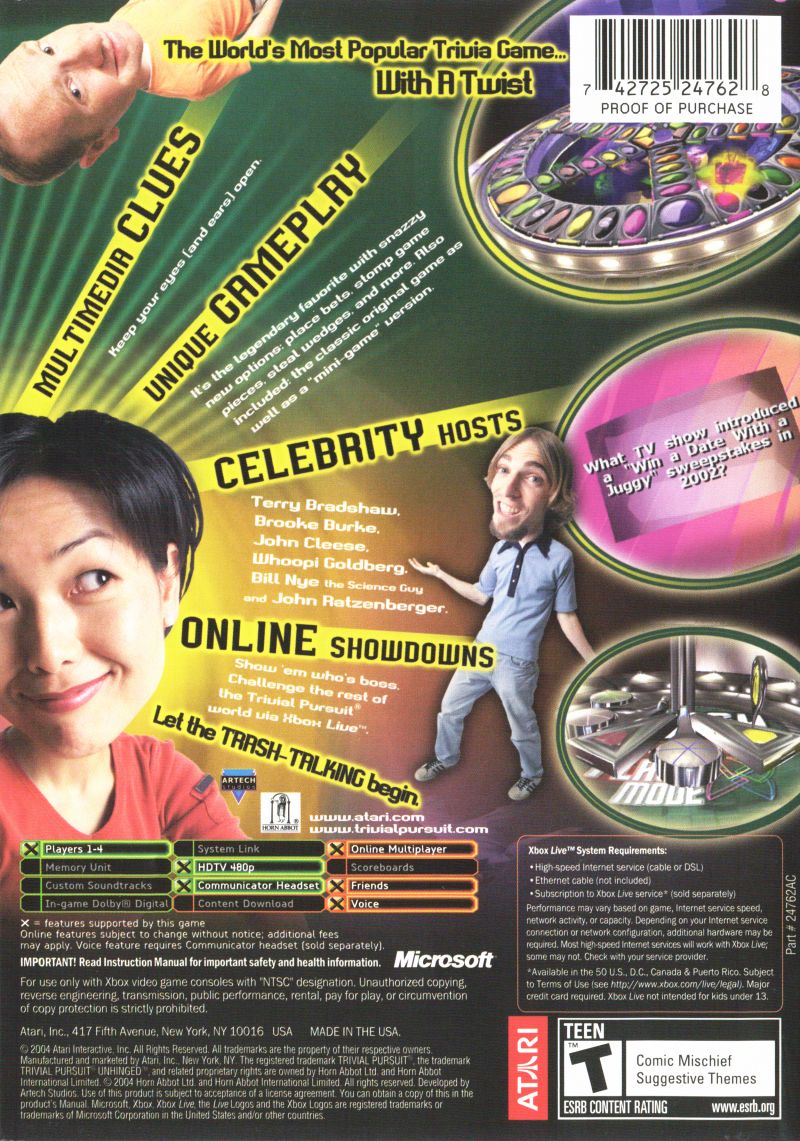 The World's Most Popular Trivia Game...
With A Twist
7 42725 24762 8
PROOF OF PURCHASE
MULTIMEDIA CLUES
Keep your eyes (and ears) open.
UNIQUE GAMEPLAY
It's the legendary favorite with snazzy
new options: place bets, stomp game
pieces, steal wedges, and more. Also
included: the classic original game as
well as a "mini-game" version.
CELEBRITY HOSTS
Terry Bradshaw,
Brooke Burke,
John Cleese,
Whoopi Goldberg,
Bill Nye the Science Guy
and John Ratzenberger.
What TV show introduced
a "Win a Date With a
Juggy" sweepstakes in
2002?
ONLINE SHOWDOWNS
Show 'em who's boss.
Challenge the rest of
the Trivial Pursuit®
world via Xbox Live™.
Let the TRASH-TALKING begin.
MODE
ARTECH
studios
HORN ABBOT ®
www.atari.com
www.trivialpursuit.com
X Players 1-4
System Link
X Online Multiplayer
Memory Unit
X HDTV 480p
Scoreboards
Custom Soundtracks
X Communicator Headset
X Friends
In-game Dolby® Digital
Content Download
X Voice
X = features supported by this game
Online features subject to change without notice; additional fees
may apply. Voice feature requires Communicator headset (sold separately).
IMPORTANT! Read Instruction Manual for important safety and health information.
Microsoft®
For use only with Xbox video game consoles with "NTSC" designation. Unauthorized copying,
reverse engineering, transmission, public performance, rental, pay for play, or circumvention
of copy protection is strictly prohibited.
Atari, Inc., 417 Fifth Avenue, New York, NY 10016 USA MADE IN THE USA.
© 2004 Atari Interactive, Inc. All Rights Reserved. All trademarks are the property of their respective owners.
Manufactured and marketed by Atari, Inc., New York, NY. The registered trademark TRIVIAL PURSUIT®, the trademark
TRIVIAL PURSUIT® UNHINGED™, and related proprietary rights are owned by Horn Abbot Ltd. and Horn Abbot
International Limited. © 2004 Horn Abbot Ltd. and Horn Abbot International Limited. All rights reserved. Developed by
Artech Studios. Use of this product is subject to acceptance of a license agreement. You can obtain a copy of this in the
product's Manual. Microsoft, Xbox, Xbox Live, the Live Logos and the Xbox Logos are registered trademarks or
trademarks of Microsoft Corporation in the United States and/or other countries.
Xbox Live™ System Requirements:
• High-speed Internet service (cable or DSL)
• Ethernet cable (not included)
• Subscription to Xbox Live service* (sold separately)
Performance may vary based on game, Internet service speed,
network activity, or capacity. Depending on your Internet service
connection or network configuration, additional hardware may be
required. Most high-speed Internet services will work with Xbox Live;
some may not. Check with your service provider.
*Available in the 50 U.S., D.C., Canada & Puerto Rico. Subject
to Terms of Use (see http://www.xbox.com/live/legal). Major
credit card required. Xbox Live not intended for kids under 13.
Part # 24762AC
ATARI
TEEN
T™
Comic Mischief
Suggestive Themes
ESRB CONTENT RATING www.esrb.org